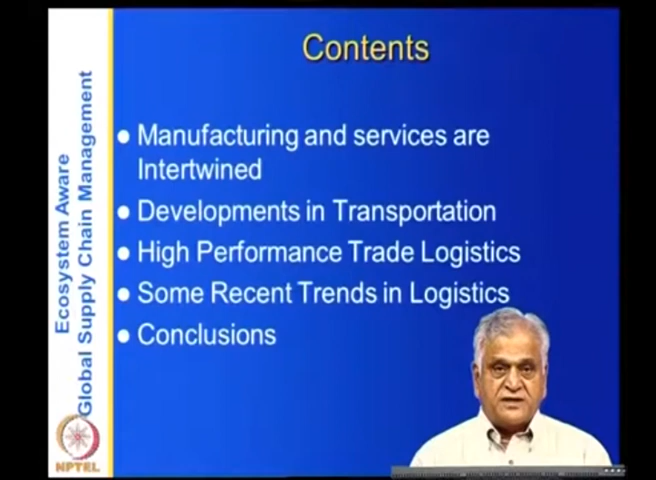 Contents
Manufacturing and services are
Intertwined
Developments in Transportation
High Performance Trade Logistics
Some Recent Trends in Logistics
Conclusions
Ecosystem Aware
Global Supply Chain Management
NPTEL